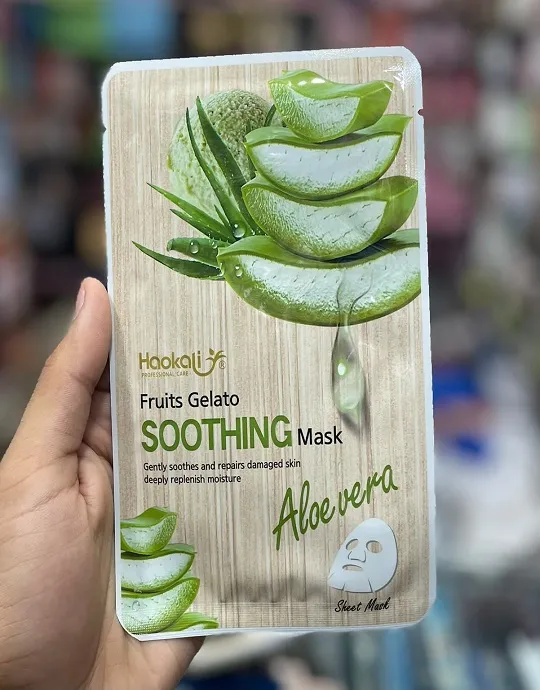 Haokali®
PROFESSIONAL CARE
Fruits Gelato
SOOTHING Mask
Gently soothes and repairs damaged skin
deeply replenish moisture
Aloe vera
Sheet Mask